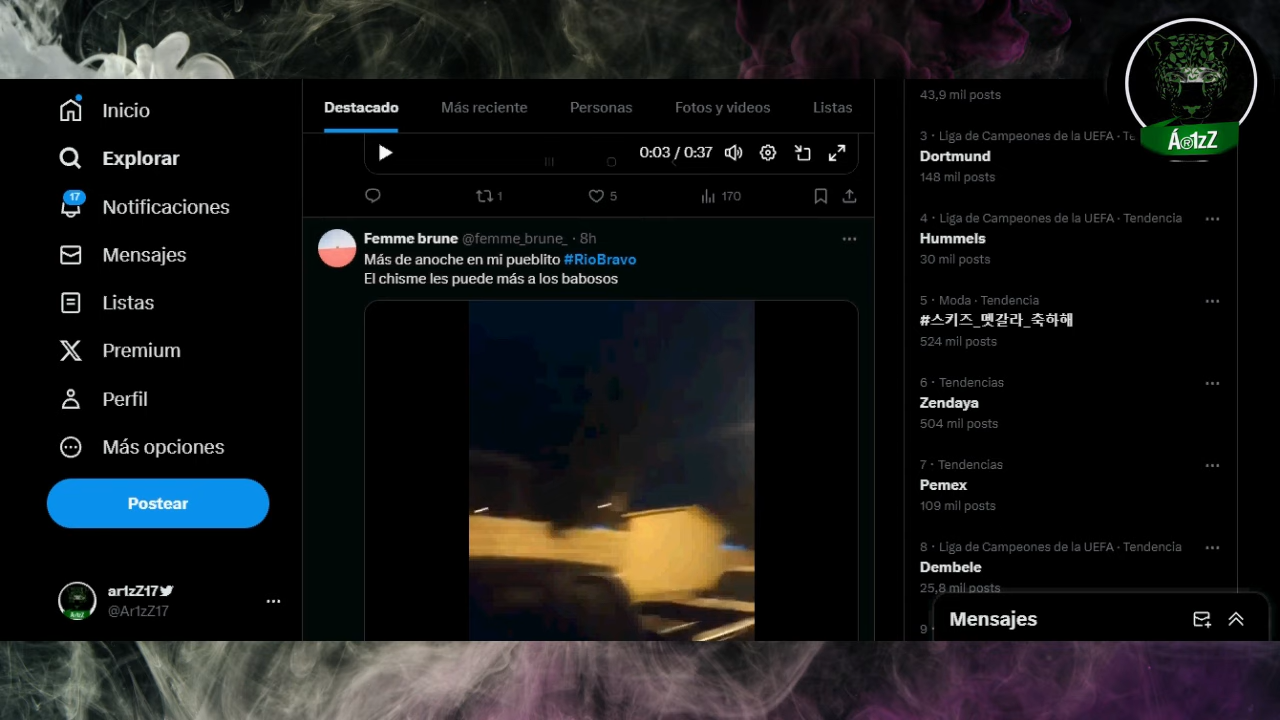 Inicio
Explorar
17
Notificaciones
Mensajes
Listas
Premium
Perfil
Más opciones
Postear
ar1zZ17
@Ar1zZ17
Destacado
Más reciente
Personas
Fotos y videos
Listas
0:03 / 0:37
1
5
170
Femme brune @femme_brune_ · 8h
Más de anoche en mi pueblito #RioBravo
El chisme les puede más a los babosos
43,9 mil posts
3 · Liga de Campeones de la UEFA · Te
Dortmund
148 mil posts
4 · Liga de Campeones de la UEFA · Tendencia
Hummels
30 mil posts
5 · Moda · Tendencia
#스키즈_멧갈라_축하해
524 mil posts
6 · Tendencias
Zendaya
504 mil posts
7 · Tendencias
Pemex
109 mil posts
8 · Liga de Campeones de la UEFA · Tendencia
Dembele
25,8 mil posts
9 ·
Mensajes
Á®1zZ